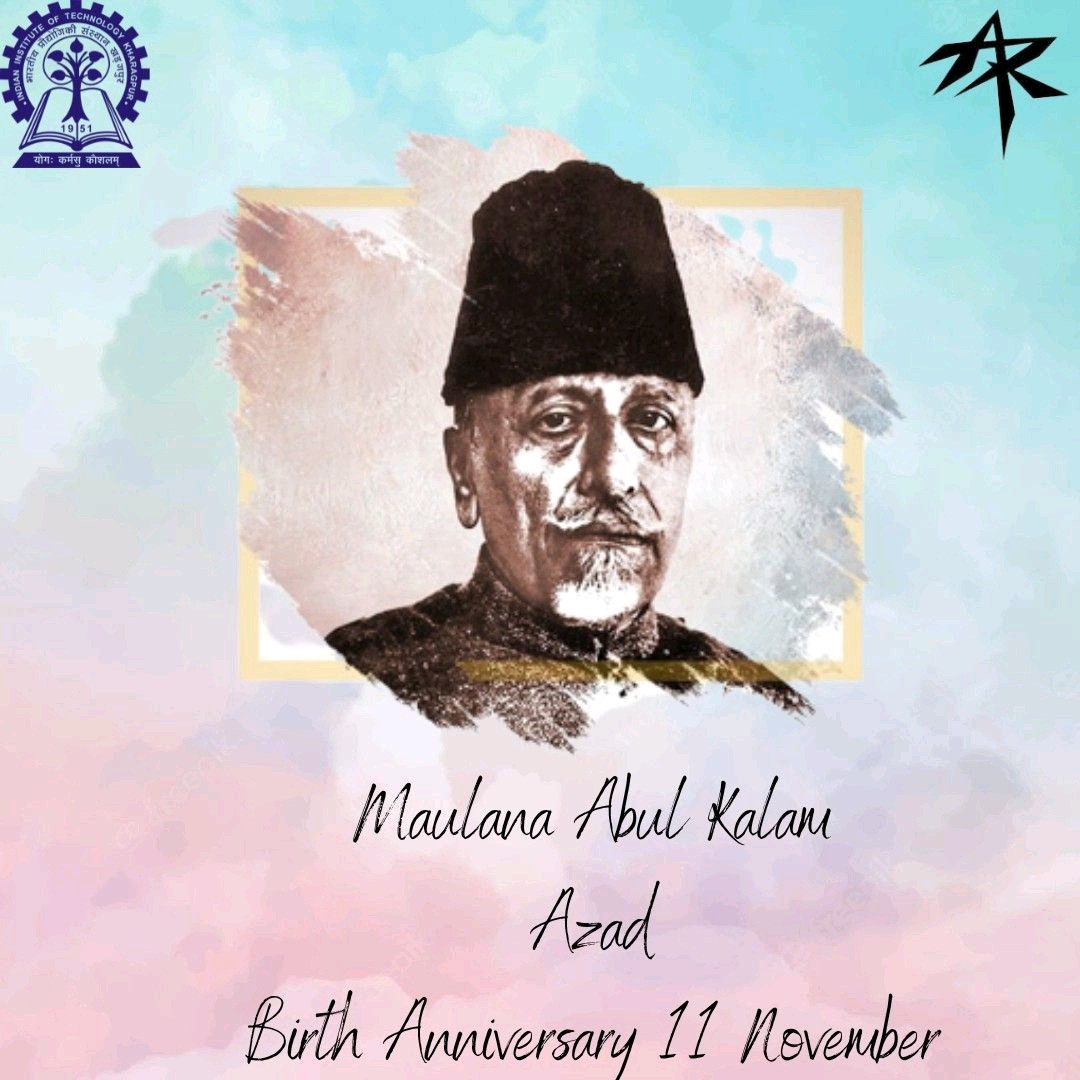 INDIAN INSTITUTE OF TECHNOLOGY KHARAGPUR
भारतीय प्रौद्योगिकी संस्थान खड़गपुर
1951
योगः कर्मसु कौशलम्
Maulana Abul Kalam
Azad
Birth Anniversary 11 November